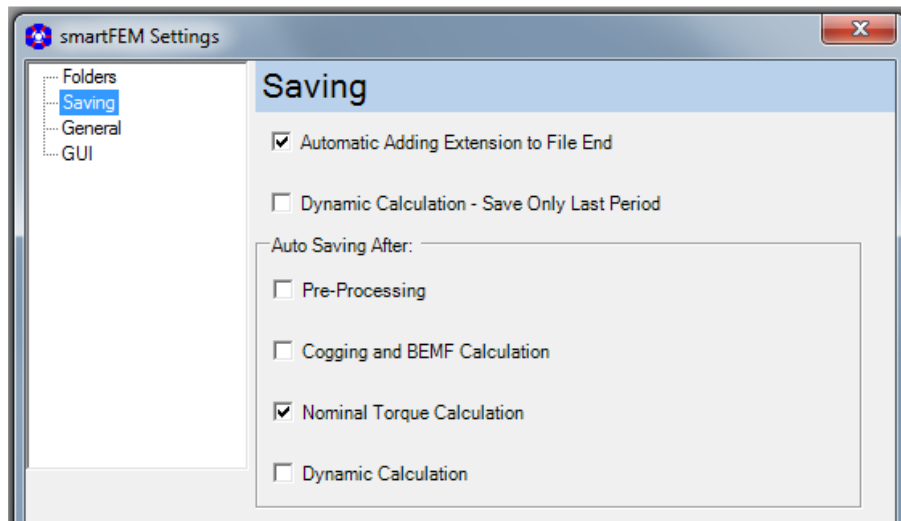 smartFEM Settings
Folders
Saving
General
GUI
Saving
Automatic Adding Extension to File End
Dynamic Calculation - Save Only Last Period
Auto Saving After:
Pre-Processing
Cogging and BEMF Calculation
Nominal Torque Calculation
Dynamic Calculation